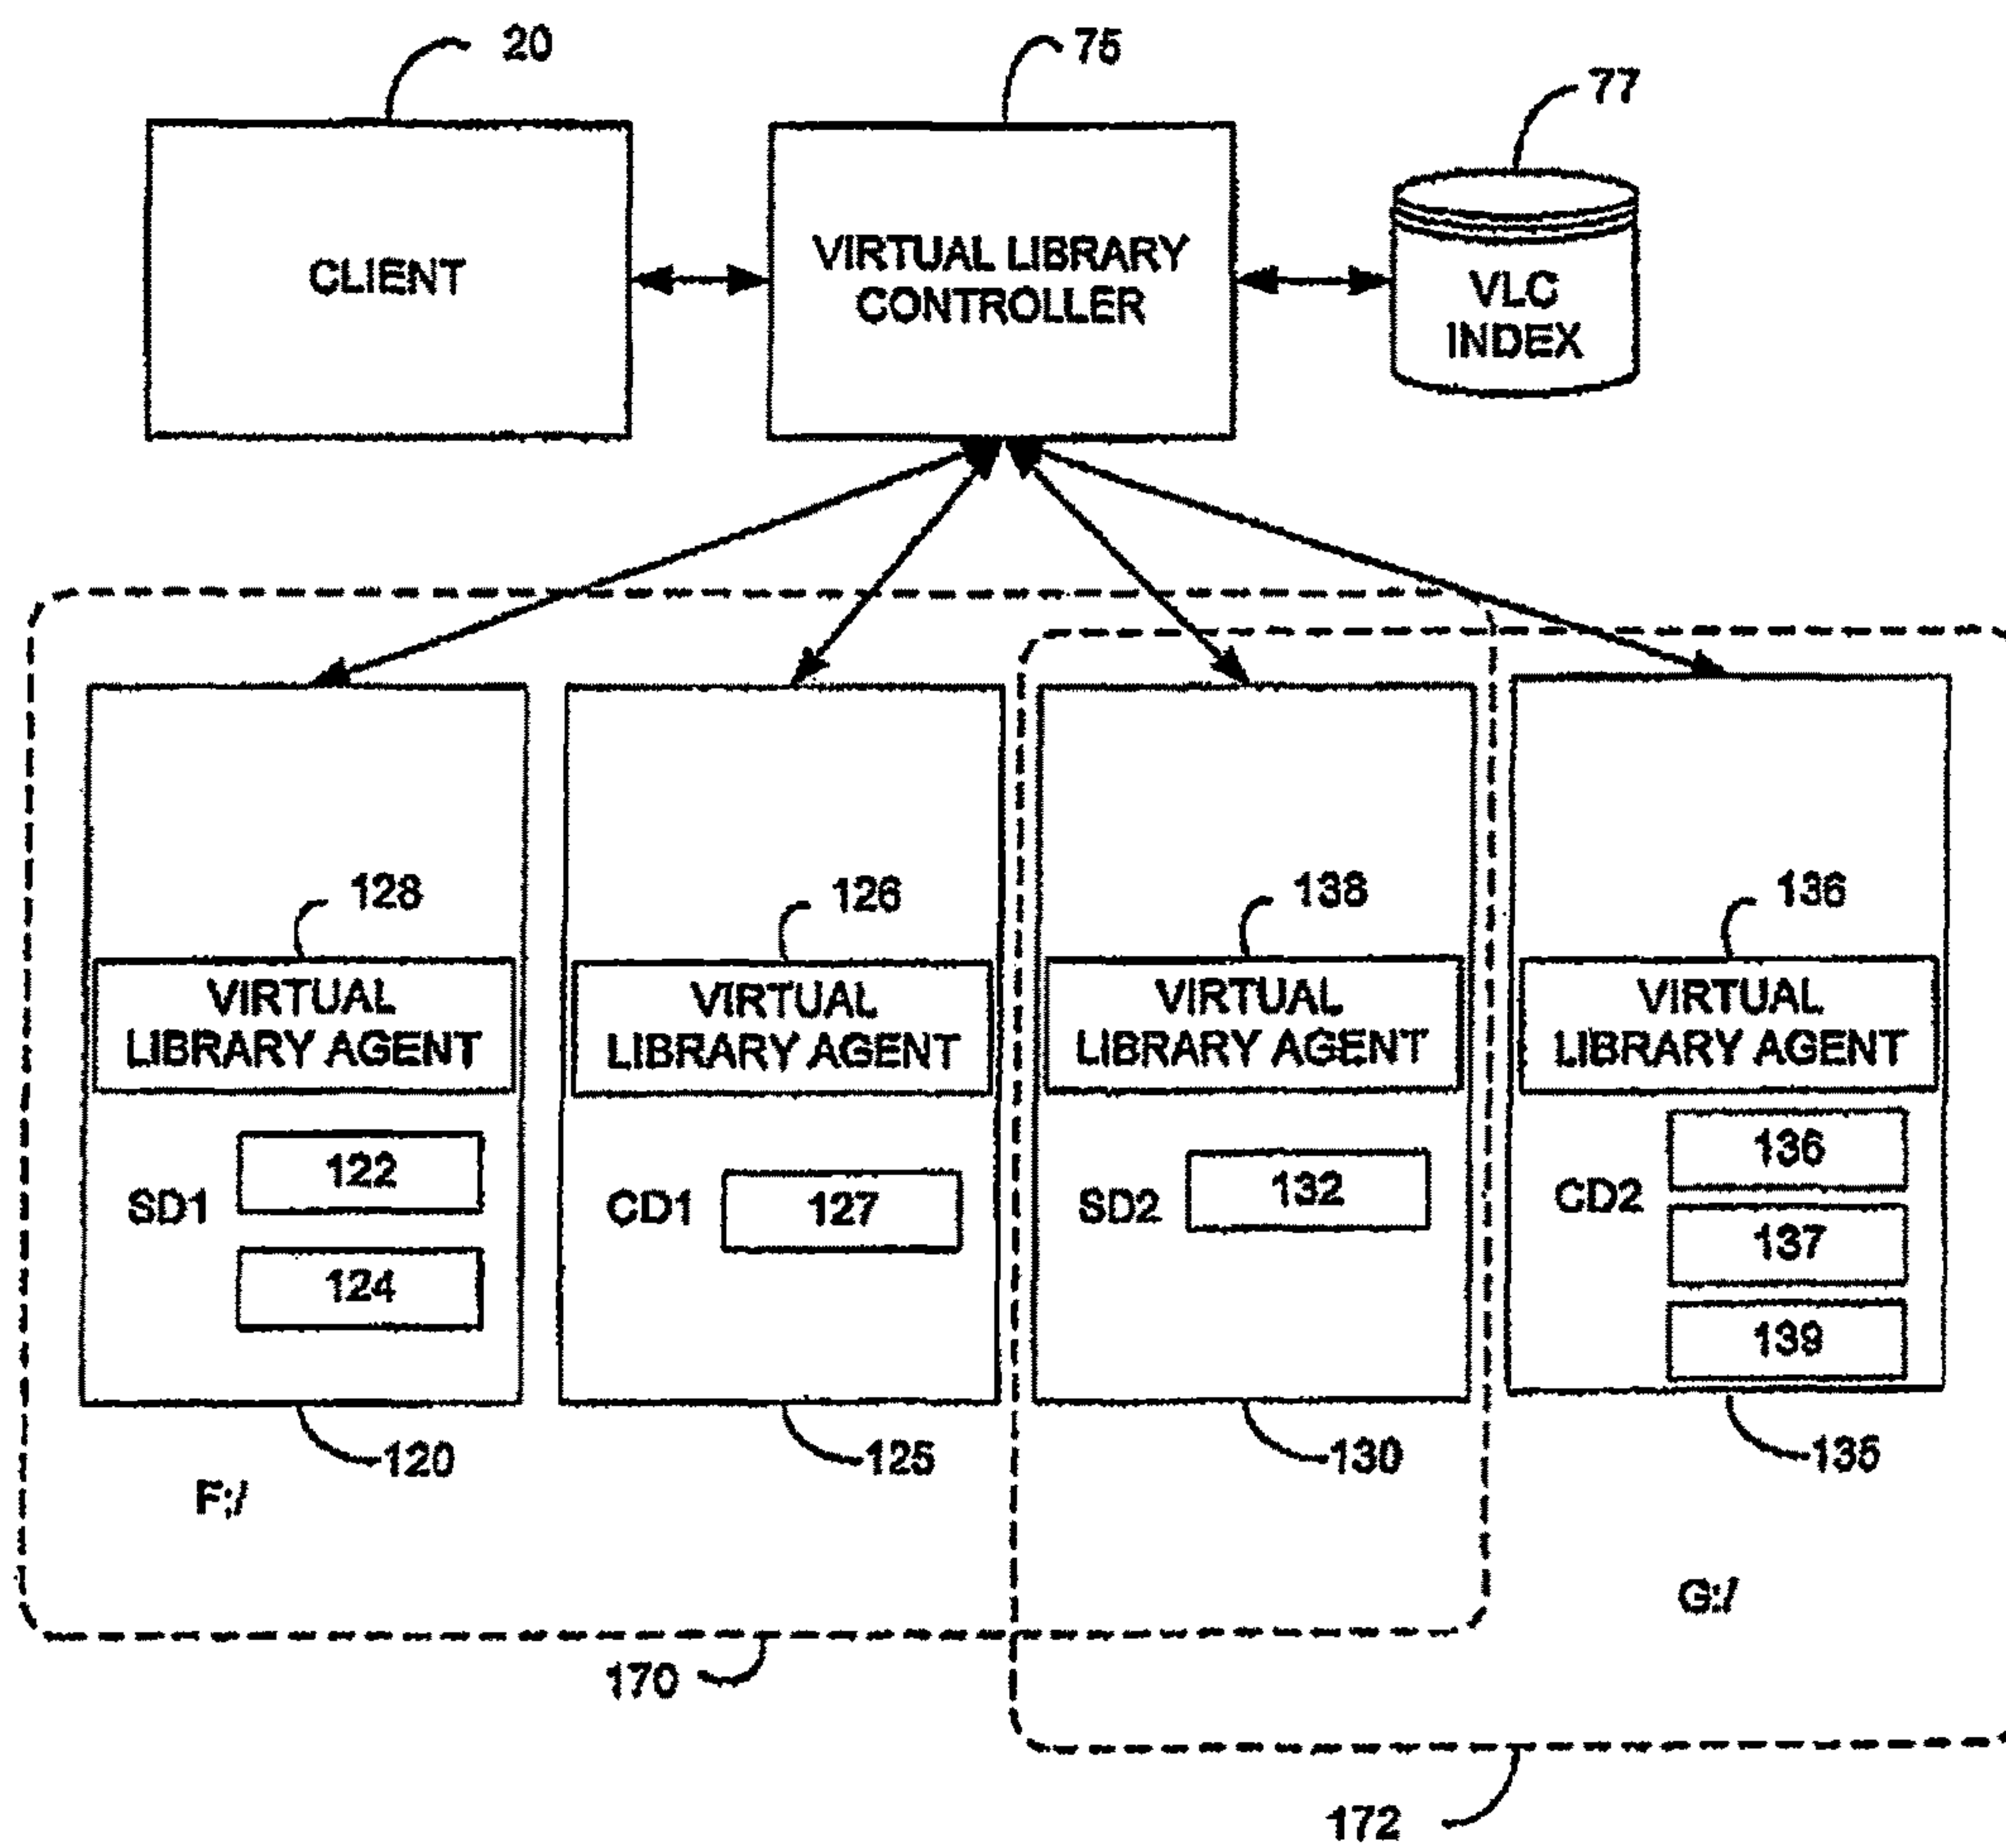 20
75
77
CLIENT
VIRTUAL LIBRARY
CONTROLLER
VLC
INDEX
128
126
138
136
VIRTUAL
LIBRARY AGENT
VIRTUAL
LIBRARY AGENT
VIRTUAL
LIBRARY AGENT
VIRTUAL
LIBRARY AGENT
SD1
122
124
CD1
127
SD2
132
CD2
136
137
139
120
125
130
135
F:/
G:/
170
172